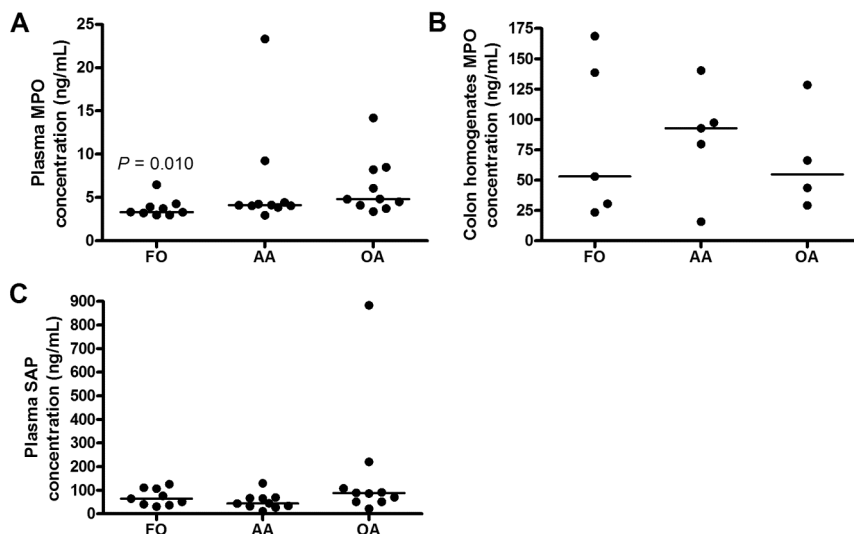 A
Plasma MPO
concentration (ng/mL)
25
20
15
10
5
0
P = 0.010
FO
AA
OA
B
Colon homogenates MPO
concentration (ng/mL)
175
150
125
100
75
50
25
0
FO
AA
OA
C
Plasma SAP
concentration (ng/mL)
900
800
700
600
500
400
300
200
100
0
FO
AA
OA